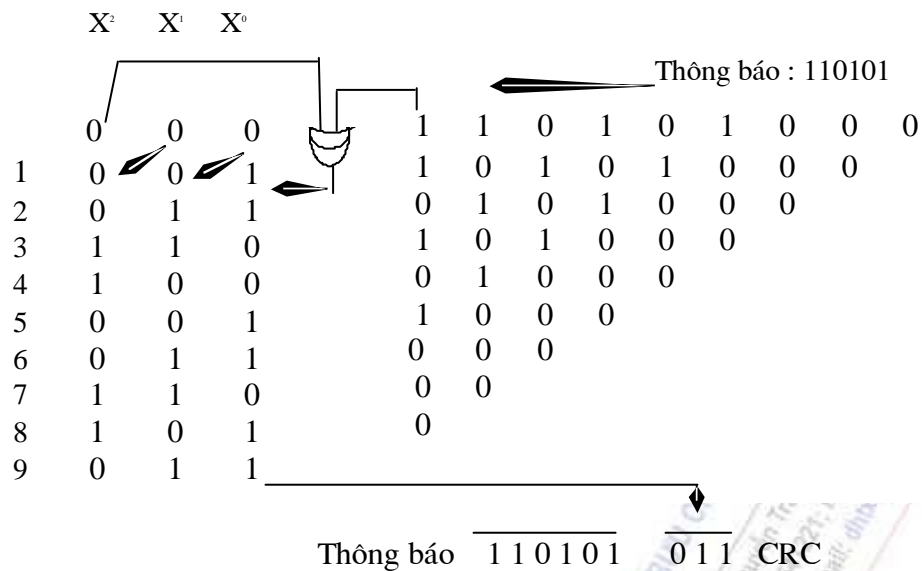 X² X¹ X⁰
Thông báo : 110101
0 0 0 1 1 0 1 0 1 0 0 0
1 0 0 1 1 0 1 0 1 0 0 0
2 0 1 1 0 1 0 1 0 0 0
3 1 1 0 1 0 1 0 0 0
4 1 0 0 0 1 0 0 0
5 0 0 1 1 0 0 0
6 0 1 1 0 0 0
7 1 1 0 0 0
8 1 0 1 0
9 0 1 1
Thông báo 1 1 0 1 0 1 0 1 1 CRC